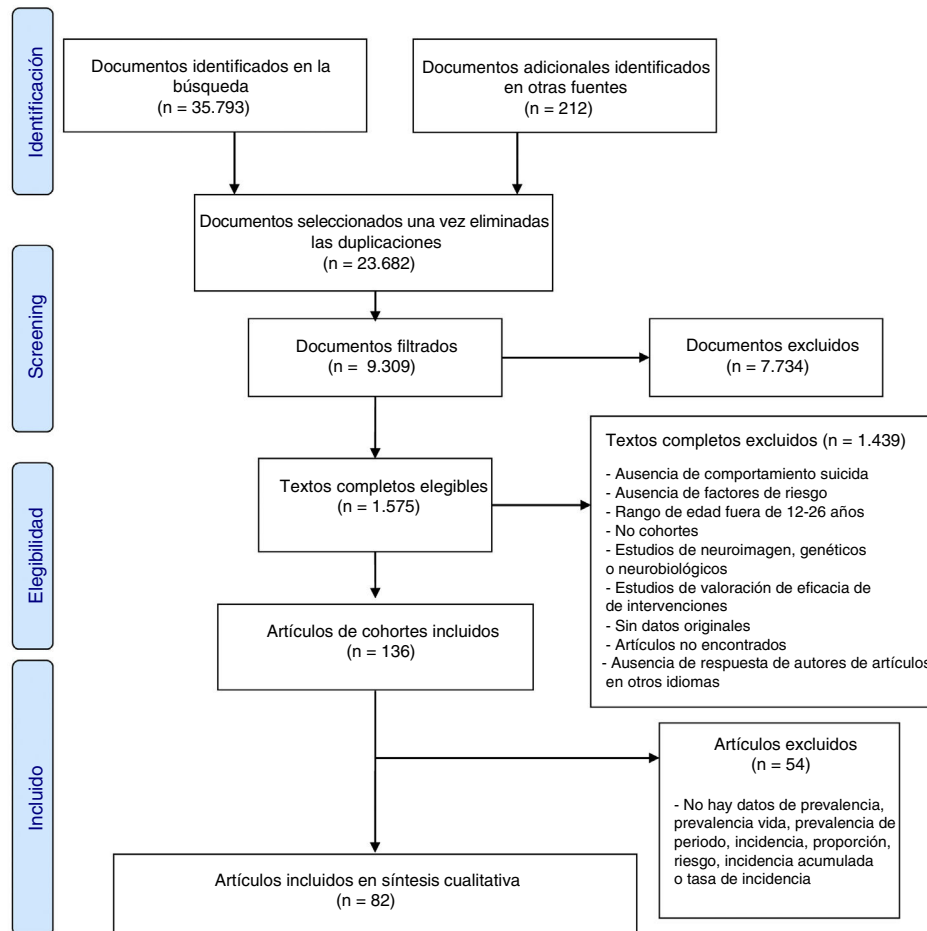 Identificación
Documentos identificados en la
búsqueda
(n = 35.793)
Documentos adicionales identificados
en otras fuentes
(n = 212)
Documentos seleccionados una vez eliminadas
las duplicaciones
(n = 23.682)
Screening
Documentos filtrados
(n = 9.309)
Documentos excluidos
(n = 7.734)
Elegibilidad
Textos completos elegibles
(n = 1.575)
Textos completos excluidos (n = 1.439)
- Ausencia de comportamiento suicida
- Ausencia de factores de riesgo
- Rango de edad fuera de 12-26 años
- No cohortes
- Estudios de neuroimagen, genéticos
o neurobiológicos
- Estudios de valoración de eficacia de
de intervenciones
- Sin datos originales
- Artículos no encontrados
- Ausencia de respuesta de autores de artículos
en otros idiomas
Artículos de cohortes incluidos
(n = 136)
Incluido
Artículos excluidos
(n = 54)
- No hay datos de prevalencia,
prevalencia vida, prevalencia de
periodo, incidencia, proporción,
riesgo, incidencia acumulada
o tasa de incidencia
Artículos incluidos en síntesis cualitativa
(n = 82)